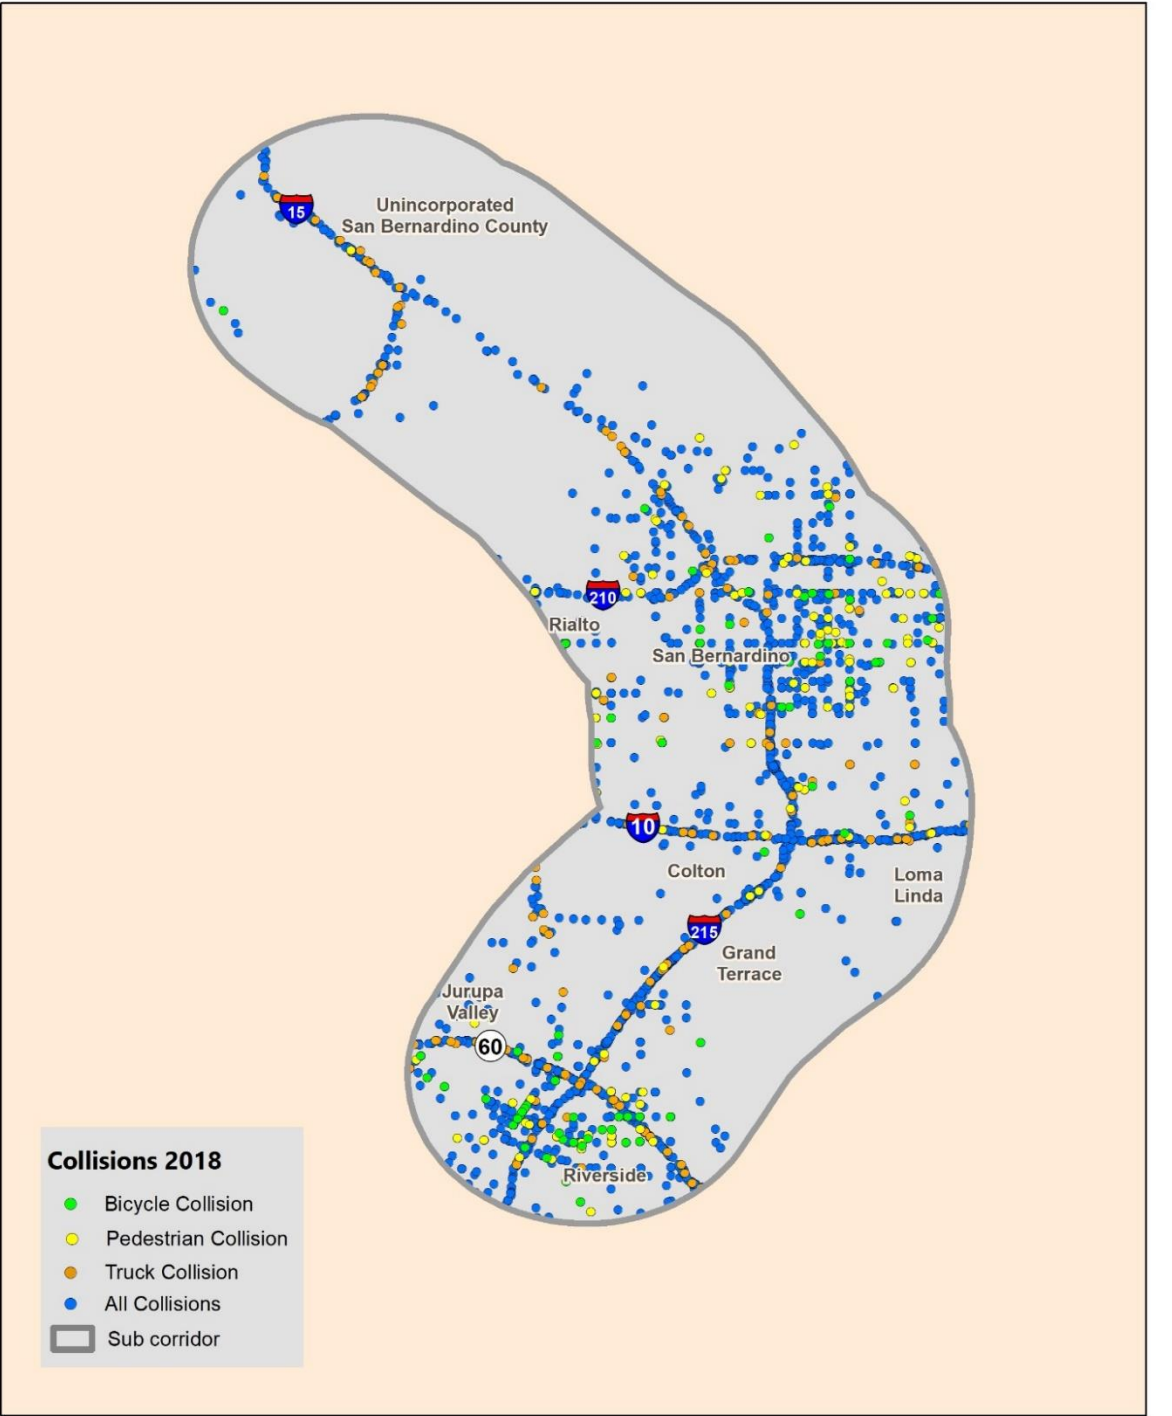 15
Unincorporated
San Bernardino County
210
Rialto
San Bernardino
10
Colton
Loma
Linda
215
Grand
Terrace
Jurupa
Valley
60
Riverside
Collisions 2018
Bicycle Collision
Pedestrian Collision
Truck Collision
All Collisions
Sub corridor